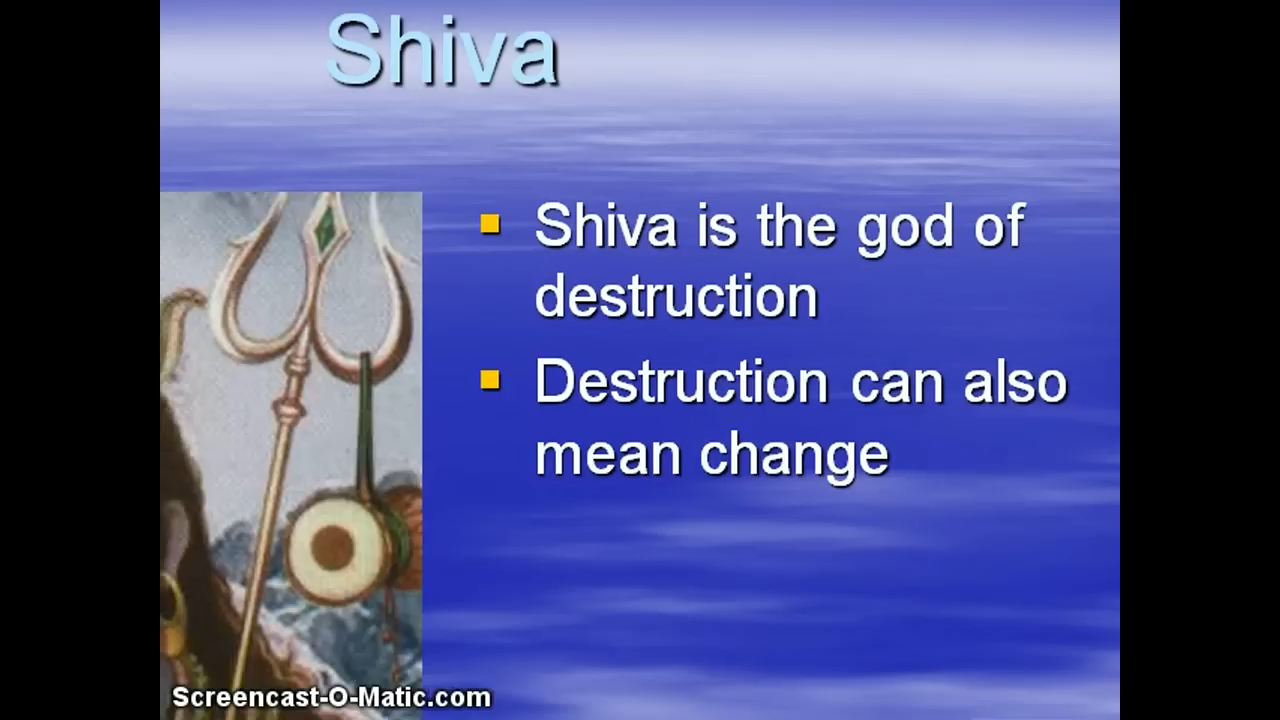 Shiva
Shiva is the god of
destruction
Destruction can also
mean change
Screencast-O-Matic.com